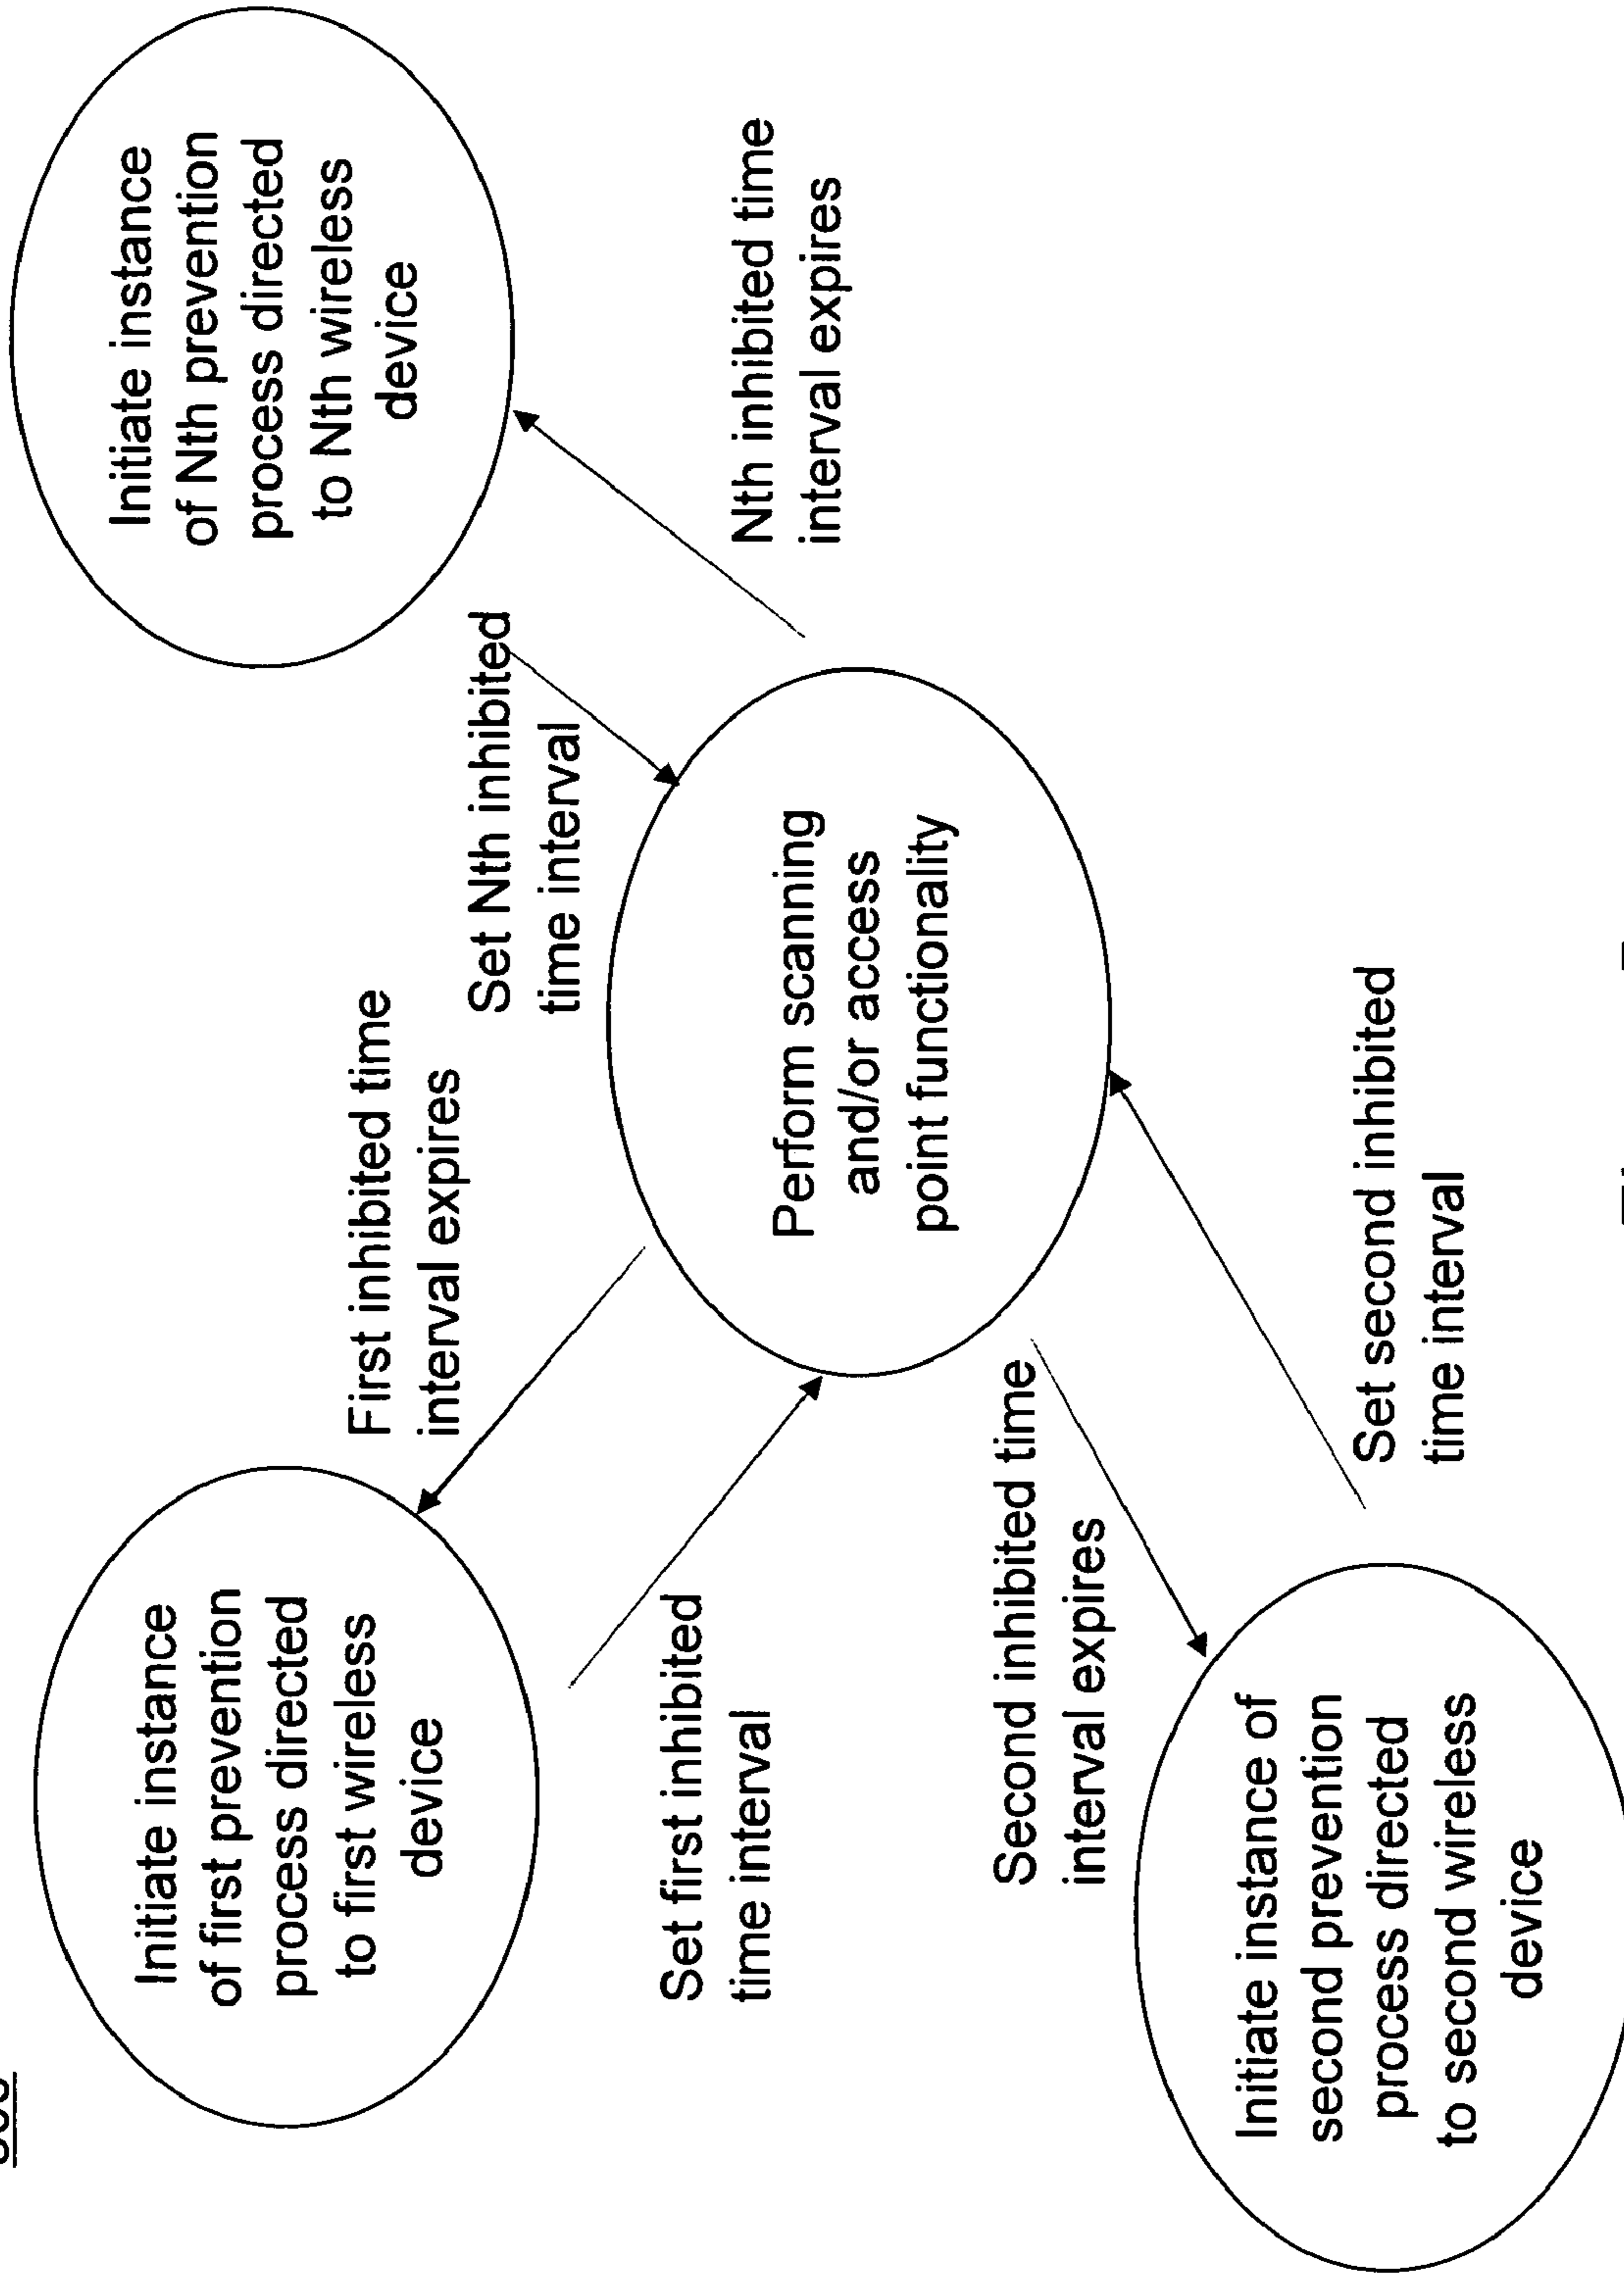 Initiate instance
of first prevention
process directed
to first wireless
device
First inhibited time
interval expires
Set first inhibited
time interval
Initiate instance
of Nth prevention
process directed
to Nth wireless
device
Set Nth inhibited
time interval
Nth inhibited time
interval expires
Perform scanning
and/or access
point functionality
Second inhibited time
interval expires
Set second inhibited
time interval
Initiate instance of
second prevention
process directed
to second wireless
device